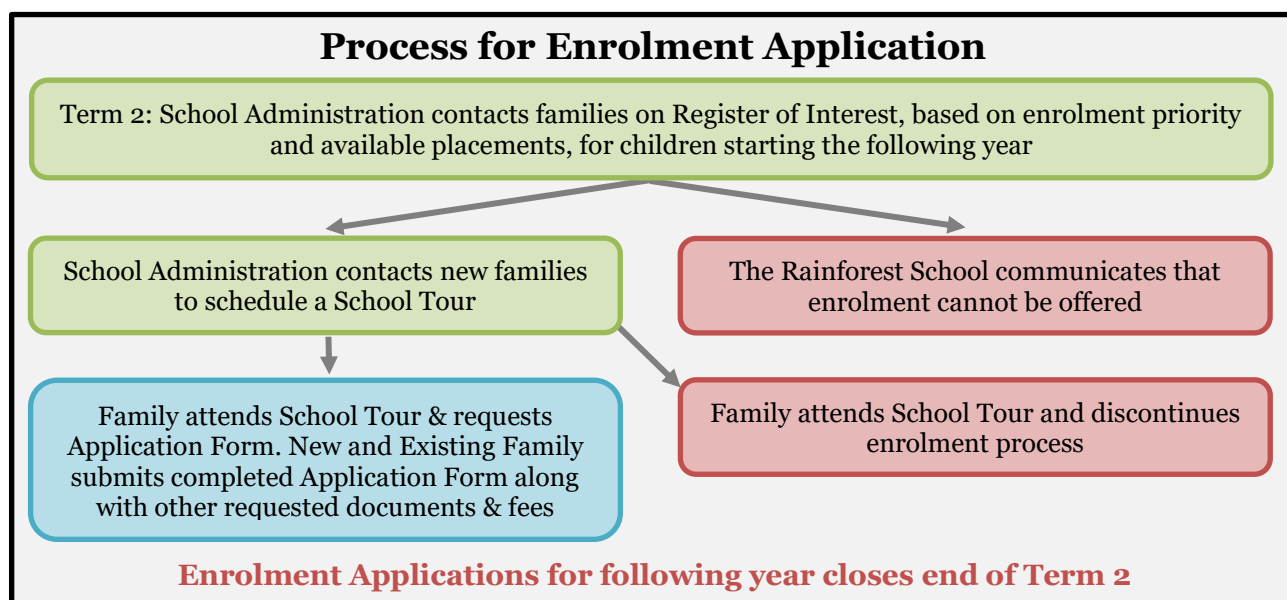 Process for Enrolment Application
Term 2: School Administration contacts families on Register of Interest, based on enrolment priority
and available placements, for children starting the following year
School Administration contacts new families
to schedule a School Tour
The Rainforest School communicates that
enrolment cannot be offered
Family attends School Tour & requests
Application Form. New and Existing Family
submits completed Application Form along
with other requested documents & fees
Family attends School Tour and discontinues
enrolment process
Enrolment Applications for following year closes end of Term 2